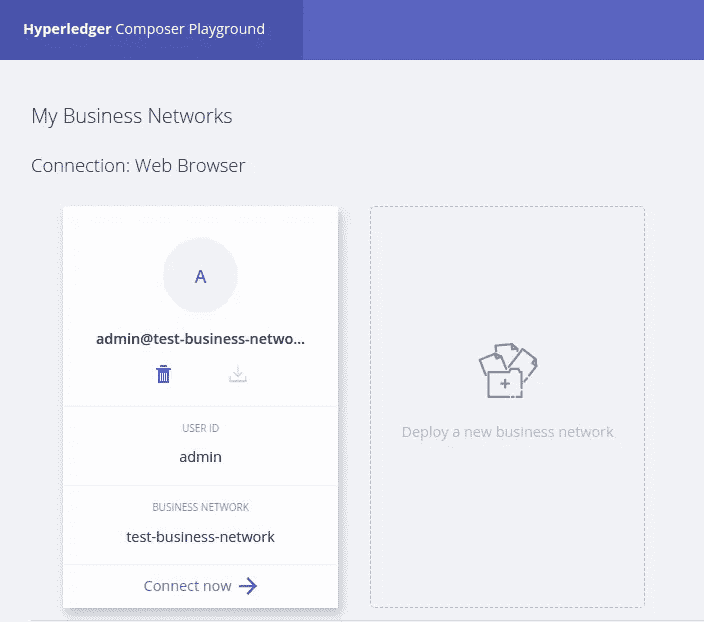 Hyperledger Composer Playground
My Business Networks
Connection: Web Browser
A
admin@test-business-netwo...
USER ID
admin
BUSINESS NETWORK
test-business-network
Connect now
Deploy a new business network